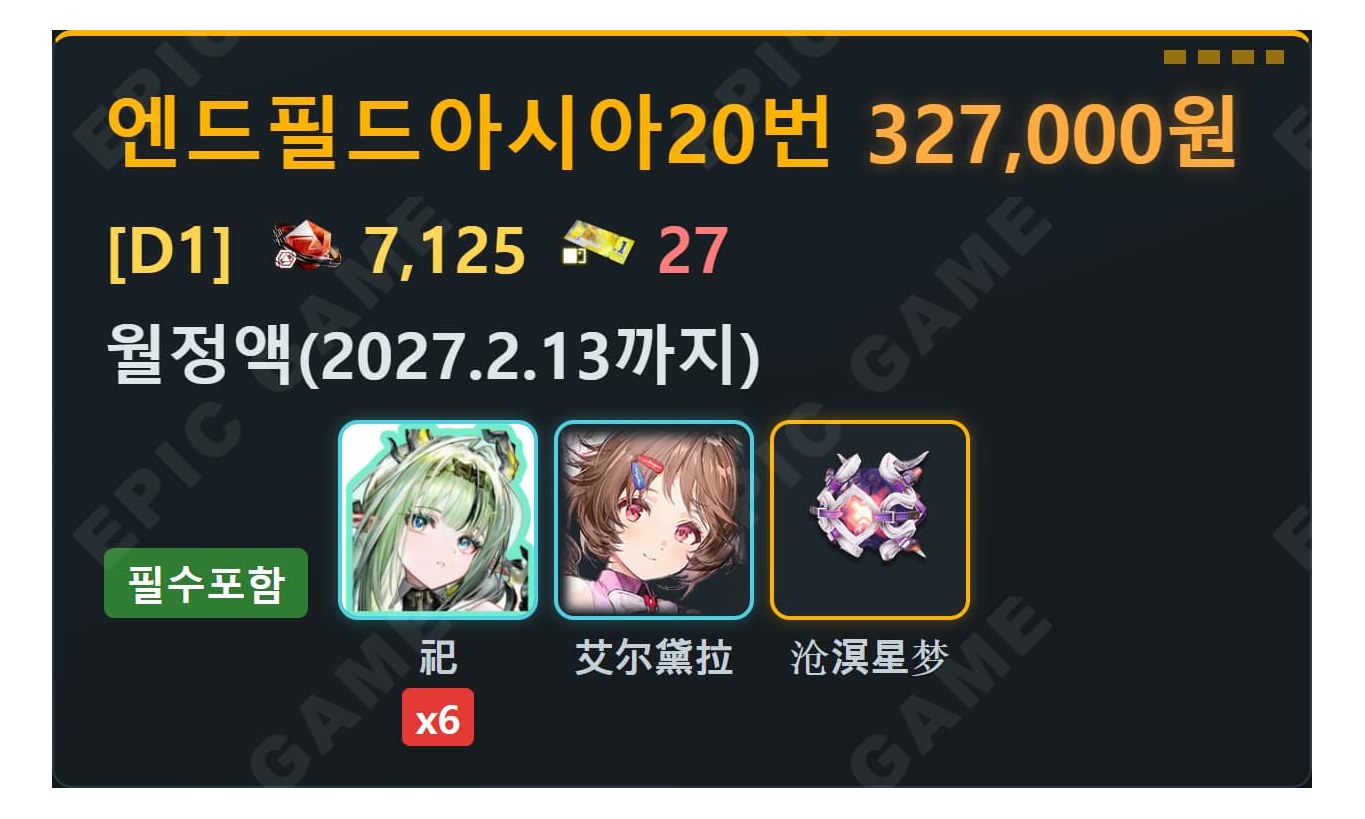 엔드필드아시아20번 327,000원
[D1] 7,125 27
월정액(2027.2.13까지)
필수포함
祀 艾尔黛拉 沧溟星梦
x6
EPIC GAME